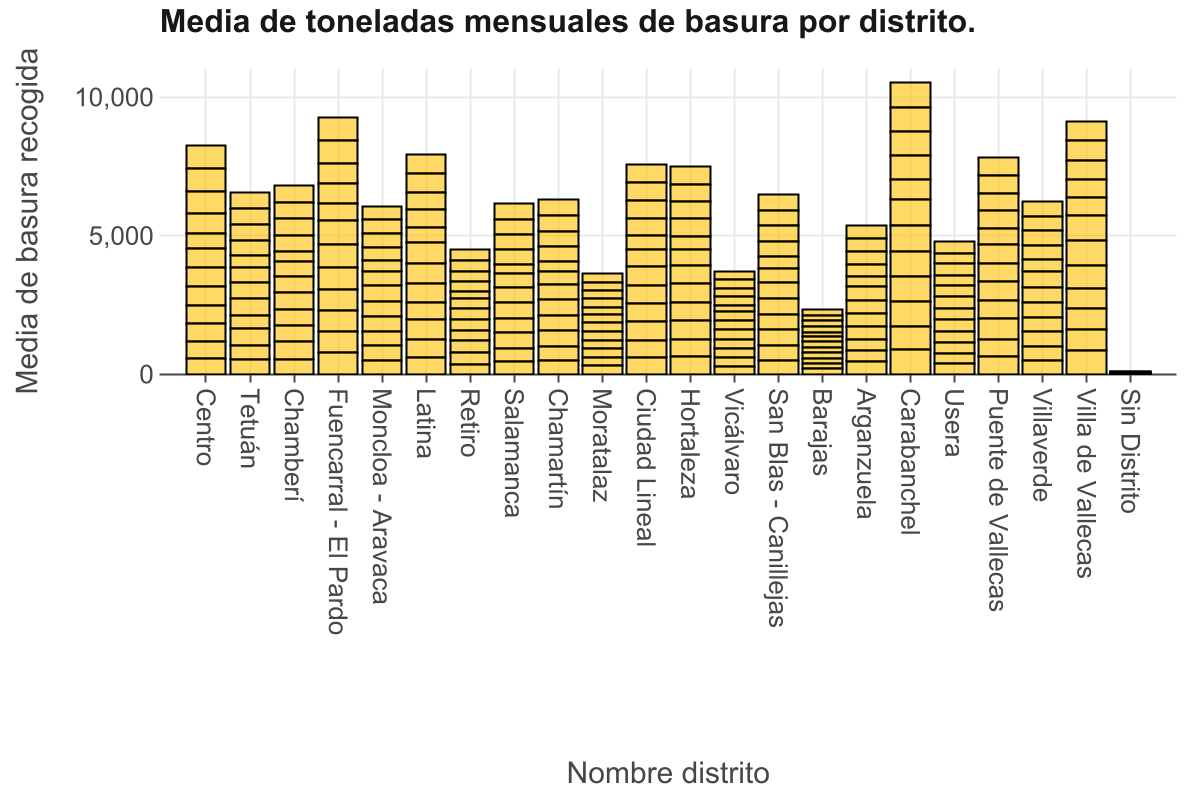 Media de toneladas mensuales de basura por distrito.
Media de basura recogida
10,000
5,000
0
Centro
Tetuán
Chamberí
Fuencarral - El Pardo
Moncloa - Aravaca
Latina
Retiro
Salamanca
Chamartín
Moratalaz
Ciudad Lineal
Hortaleza
Vicálvaro
San Blas - Canillejas
Barajas
Arganzuela
Carabanchel
Usera
Puente de Vallecas
Villaverde
Villa de Vallecas
Sin Distrito
Nombre distrito